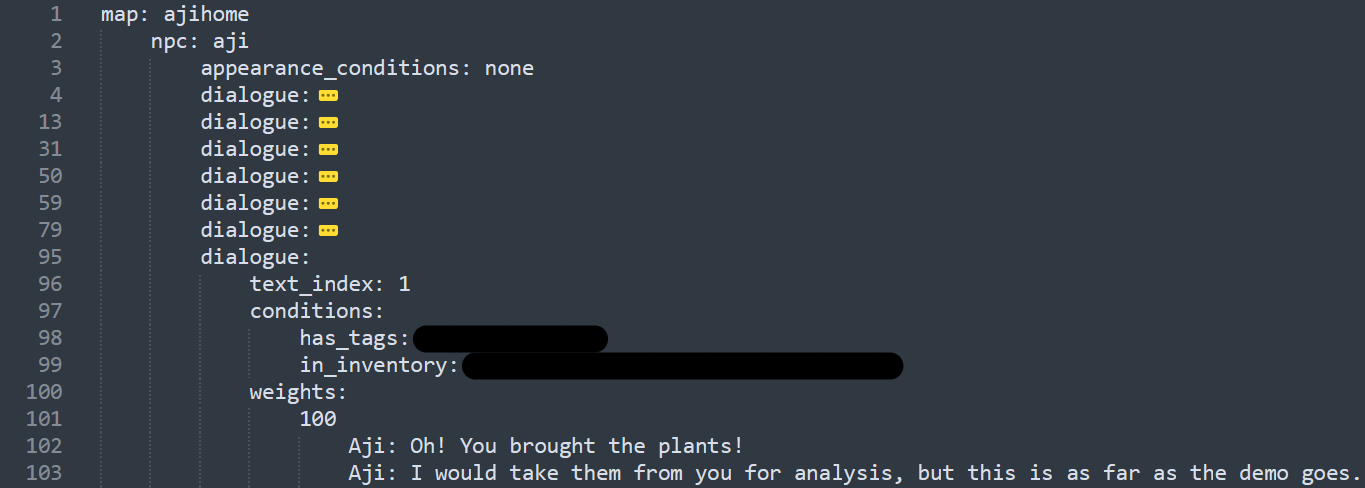 1 map: ajihome
2 npc: aji
3 appearance_conditions: none
4 dialogue:
13 dialogue:
31 dialogue:
50 dialogue:
59 dialogue:
79 dialogue:
95 dialogue:
96 text_index: 1
97 conditions:
98 has_tags:
99 in_inventory:
100 weights:
101 100
102 Aji: Oh! You brought the plants!
103 Aji: I would take them from you for analysis, but this is as far as the demo goes.